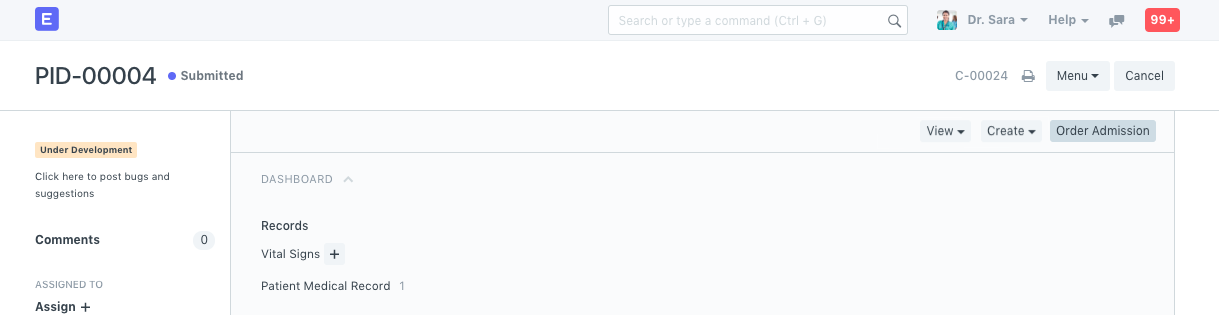 E
Search or type a command (Ctrl + G)
Dr. Sara
Help
99+
PID-00004
Submitted
C-00024
Menu
Cancel
View
Create
Order Admission
Under Development
Click here to post bugs and
suggestions
Comments 0
ASSIGNED TO
Assign +
DASHBOARD
Records
Vital Signs +
Patient Medical Record 1